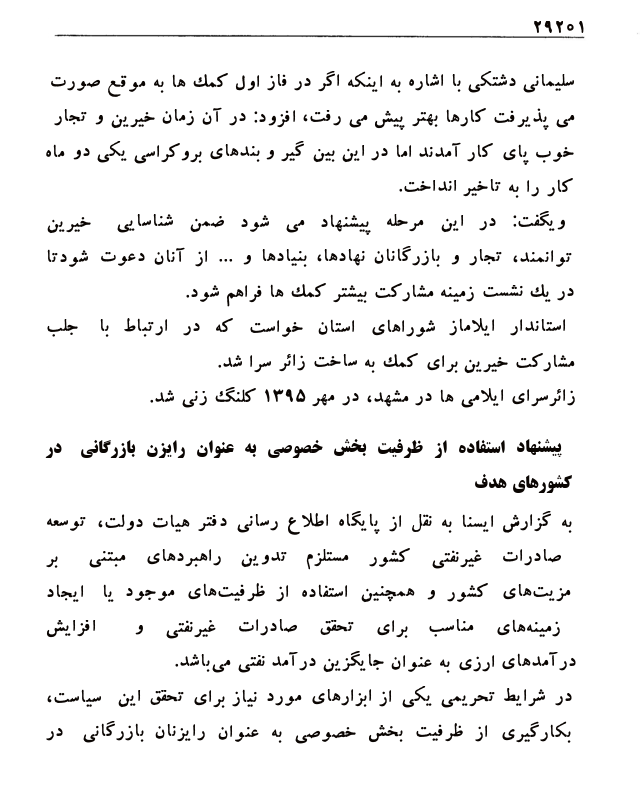 ۲۹۲۵۱
سلیمانی دشتکی با اشاره به اینکه اگر در فاز اول کمک ها به موقع صورت
می پذیرفت کارها بهتر پیش می رفت، افزود: در آن زمان خیرین و تجار
خوب پای کار آمدند اما در این بین گیر و بندهای بروکراسی یکی دو ماه
کار را به تاخیر انداخت.
ویگفت: در این مرحله پیشنهاد می شود ضمن شناسایی خیرین
توانمند، تجار و بازرگانان نهادها، بنیادها و ... از آنان دعوت شودتا
در یک نشست زمینه مشارکت بیشتر کمک ها فراهم شود.
استاندار ایلاماز شوراهای استان خواست که در ارتباط با جلب
مشارکت خیرین برای کمک به ساخت زائر سرا شد.
زائرسرای ایلامی ها در مشهد، در مهر ۱۳۹۵ کلنگ زنی شد.
پیشنهاد استفاده از ظرفیت بخش خصوصی به عنوان رایزن بازرگانی در
کشورهای هدف
به گزارش ایسنا به نقل از پایگاه اطلاع رسانی دفتر هیات دولت، توسعه
صادرات غیرنفتی کشور مستلزم تدوین راهبردهای مبتنی بر
مزیت‌های کشور و همچنین استفاده از ظرفیت‌های موجود یا ایجاد
زمینه‌های مناسب برای تحقق صادرات غیرنفتی و افزایش
درآمدهای ارزی به عنوان جایگزین درآمد نفتی می‌باشد.
در شرایط تحریمی یکی از ابزارهای مورد نیاز برای تحقق این سیاست،
بکارگیری از ظرفیت بخش خصوصی به عنوان رایزنان بازرگانی در